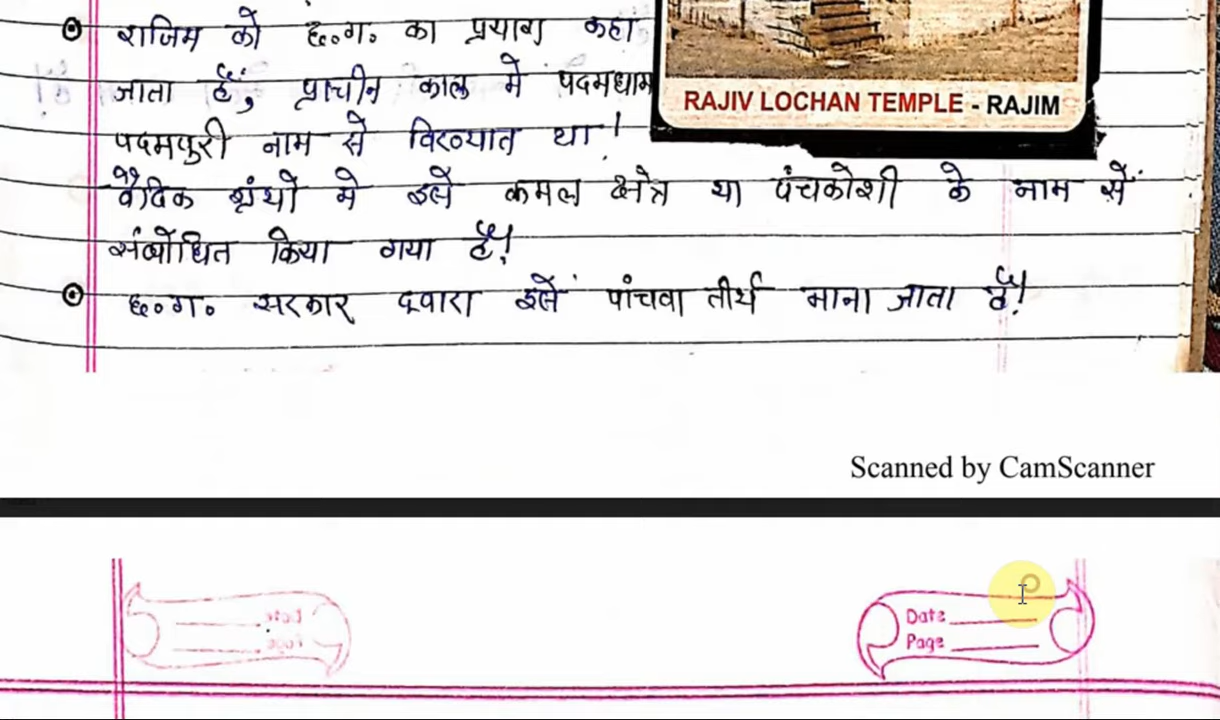 राजिम को छ.ग. का प्रयाग कहा
जाता है, प्राचीन काल मे पदमधाम
RAJIV LOCHAN TEMPLE - RAJIM
पदमपुरी नाम से विख्यात था!
वैदिक ग्रंथो मे इसे कमल क्षेत्र या पंचकोशी के नाम सें
संबोधित किया गया है!
छ.ग. सरकार द्वारा इसें पांचवा तीर्थ माना जाता है!
Scanned by CamScanner
Date
Page